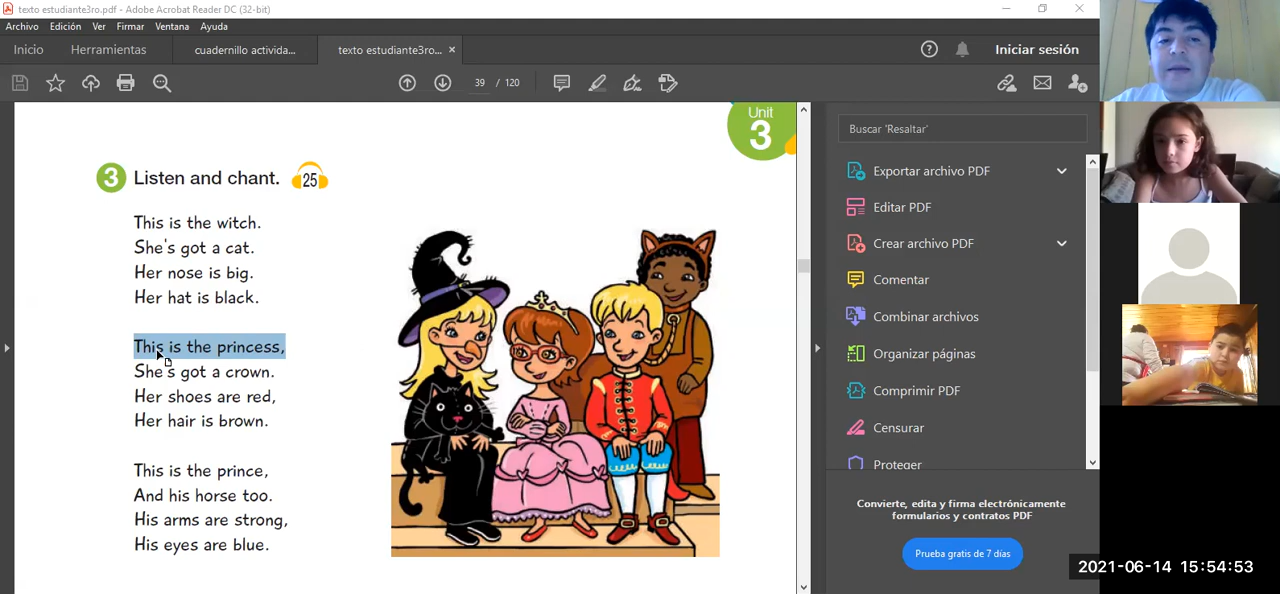 texto estudiante3ro.pdf - Adobe Acrobat Reader DC (32-bit)
Archivo Edición Ver Firmar Ventana Ayuda
Inicio Herramientas cuadernillo activida... texto estudiante3ro... × ? Iniciar sesión
39 / 120
Unit
3
3 Listen and chant. 25
This is the witch.
She's got a cat.
Her nose is big.
Her hat is black.
This is the princess,
She's got a crown.
Her shoes are red,
Her hair is brown.
This is the prince,
And his horse too.
His arms are strong,
His eyes are blue.
Buscar 'Resaltar'
Exportar archivo PDF
Editar PDF
Crear archivo PDF
Comentar
Combinar archivos
Organizar páginas
Comprimir PDF
Censurar
Proteger
Convierte, edita y firma electrónicamente
formularios y contratos PDF
Prueba gratis de 7 días
2021-06-14 15:54:53